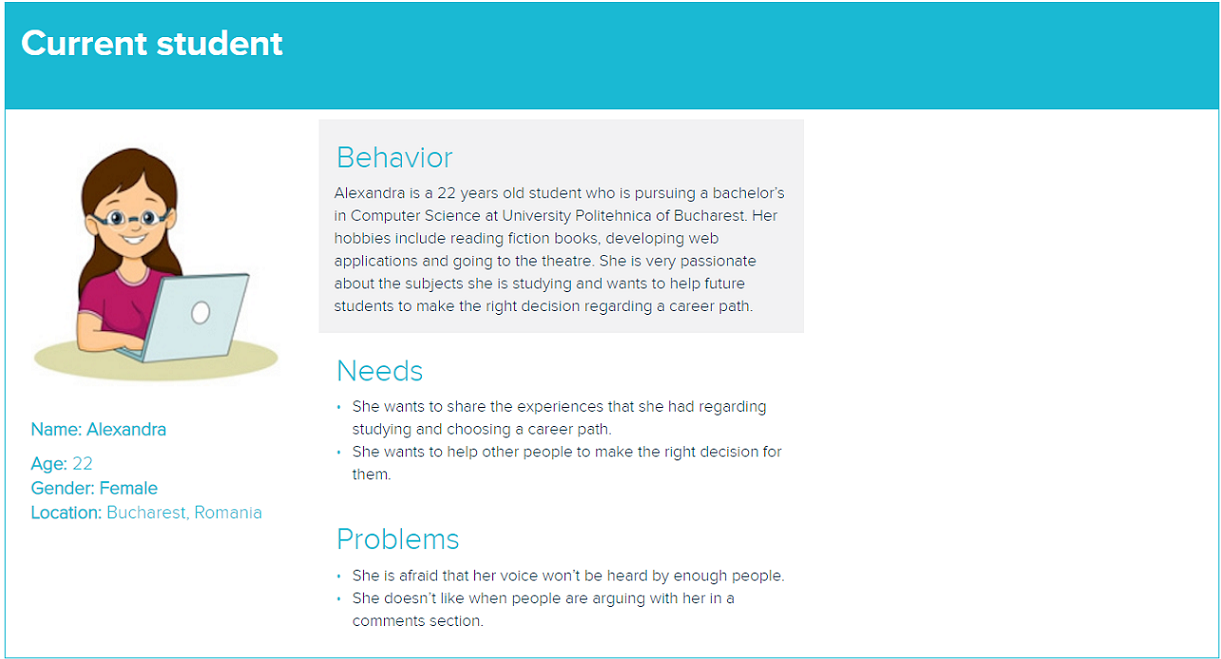 Current student
Behavior
Alexandra is a 22 years old student who is pursuing a bachelor's
in Computer Science at University Politehnica of Bucharest. Her
hobbies include reading fiction books, developing web
applications and going to the theatre. She is very passionate
about the subjects she is studying and wants to help future
students to make the right decision regarding a career path.
Needs
• She wants to share the experiences that she had regarding
studying and choosing a career path.
• She wants to help other people to make the right decision for
them.
Problems
• She is afraid that her voice won't be heard by enough people.
• She doesn't like when people are arguing with her in a
comments section.
Name: Alexandra
Age: 22
Gender: Female
Location: Bucharest, Romania